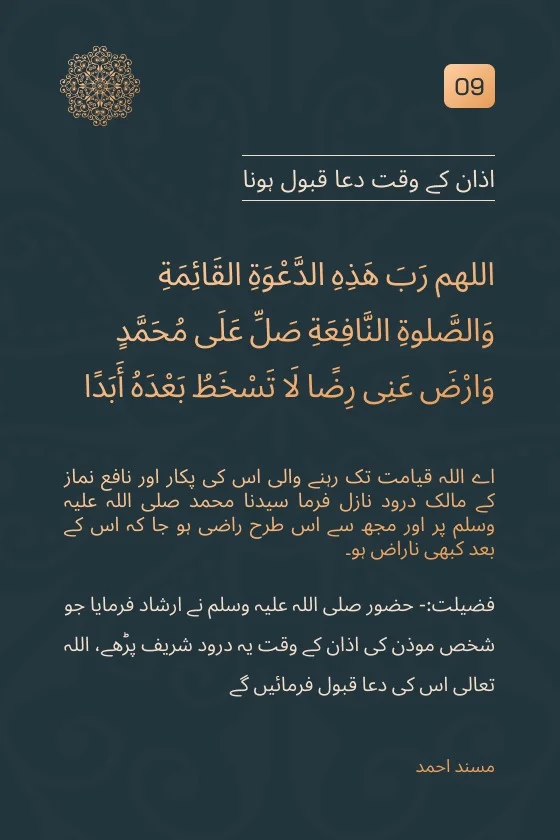 09
اذان کے وقت دعا قبول ہونا
اللهم رَبَ هَذِهِ الدَّعْوَةِ القَائِمَةِ
وَالصَّلوةِ النَّافِعَةِ صَلِّ عَلَى مُحَمَّدٍ
وَارْضَ عَنِى رِضًا لَا تَسْخَطُ بَعْدَهُ أَبَدًا
اے اللہ قیامت تک رہنے والی اس کی پکار اور نافع نماز
کے مالک درود نازل فرما سیدنا محمد صلی اللہ علیہ
وسلم پر اور مجھ سے اس طرح راضی ہو جا کہ اس کے
بعد کبھی ناراض ہو۔
فضیلت:- حضور صلی اللہ علیہ وسلم نے ارشاد فرمایا جو
شخص موذن کی اذان کے وقت یہ درود شریف پڑھے، اللہ
تعالی اس کی دعا قبول فرمائیں گے
مسند احمد